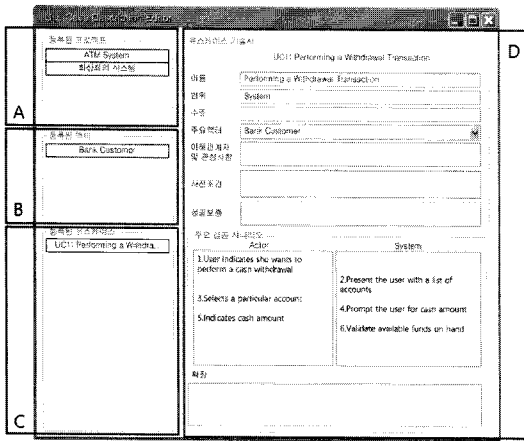 Use Case Description Editor
A
등록된 프로젝트
ATM System
화상회의 시스템
B
등록된 액터
Bank Customer
C
등록된 유스케이스
UC1: Performing a Withdra...
D
유스케이스 기술서
UC1: Performing a Withdrawal Transaction
이름
Performing a Withdrawal Transaction
범위
System
수준
주요액터
Bank Customer
이해관계자
및 관심사항
사전조건
성공보증
주요 성공 시나리오
Actor
System
1.User indicates she wants to
perform a cash withdrawal
2.Present the user with a list of
accounts
3.Selects a particular account
4.Prompt the user for cash amount
5.Indicates cash amount
6.Validate available funds on hand
확장